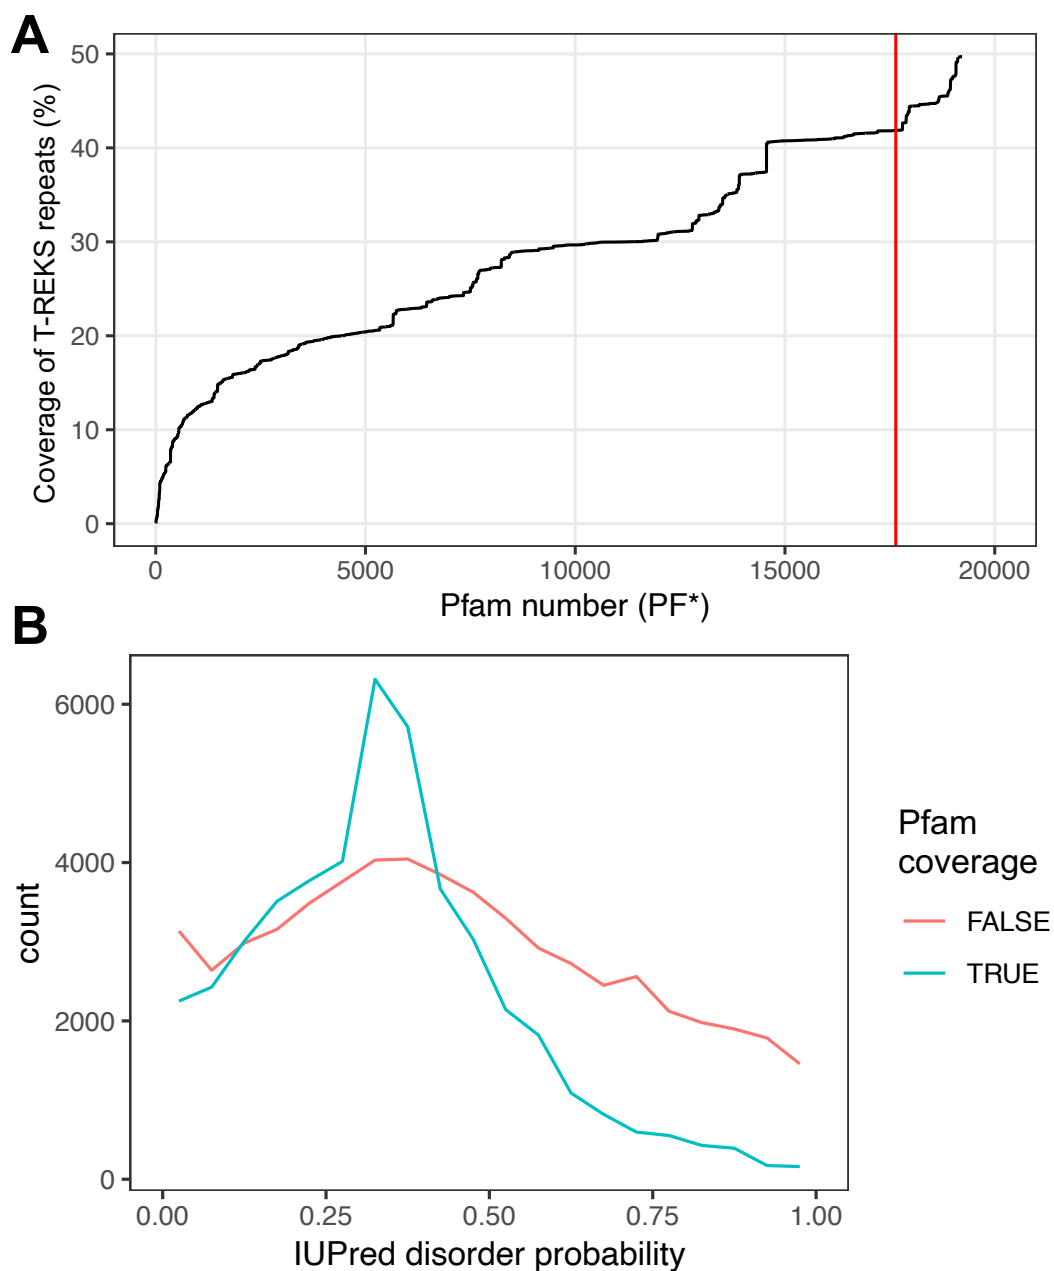 A
Coverage of T-REKS repeats (%)
50
40
30
20
10
0
0 5000 10000 15000 20000
Pfam number (PF*)
B
count
6000
4000
2000
0
0.00 0.25 0.50 0.75 1.00
IUPred disorder probability
Pfam
coverage
FALSE
TRUE